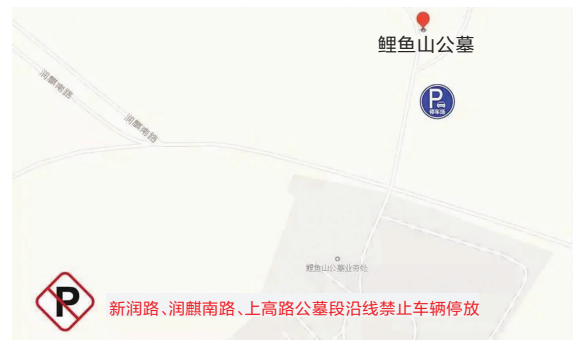 鲤鱼山公墓
P
停车场
润麒南路
润麒南路
鲤鱼山公墓业务处
P
新润路、润麒南路、上高路公墓段沿线禁止车辆停放